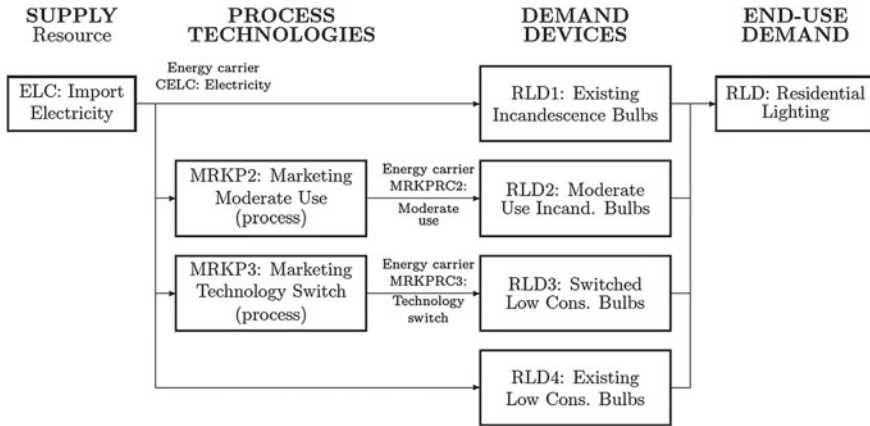 SUPPLY
Resource
PROCESS
TECHNOLOGIES
DEMAND
DEVICES
END-USE
DEMAND
Energy carrier
CELC: Electricity
ELC: Import
Electricity
RLD1: Existing
Incandescence Bulbs
RLD: Residential
Lighting
MRKP2: Marketing
Moderate Use
(process)
Energy carrier
MRKPRC2:
Moderate
use
RLD2: Moderate
Use Incand. Bulbs
MRKP3: Marketing
Technology Switch
(process)
Energy carrier
MRKPRC3:
Technology
switch
RLD3: Switched
Low Cons. Bulbs
RLD4: Existing
Low Cons. Bulbs